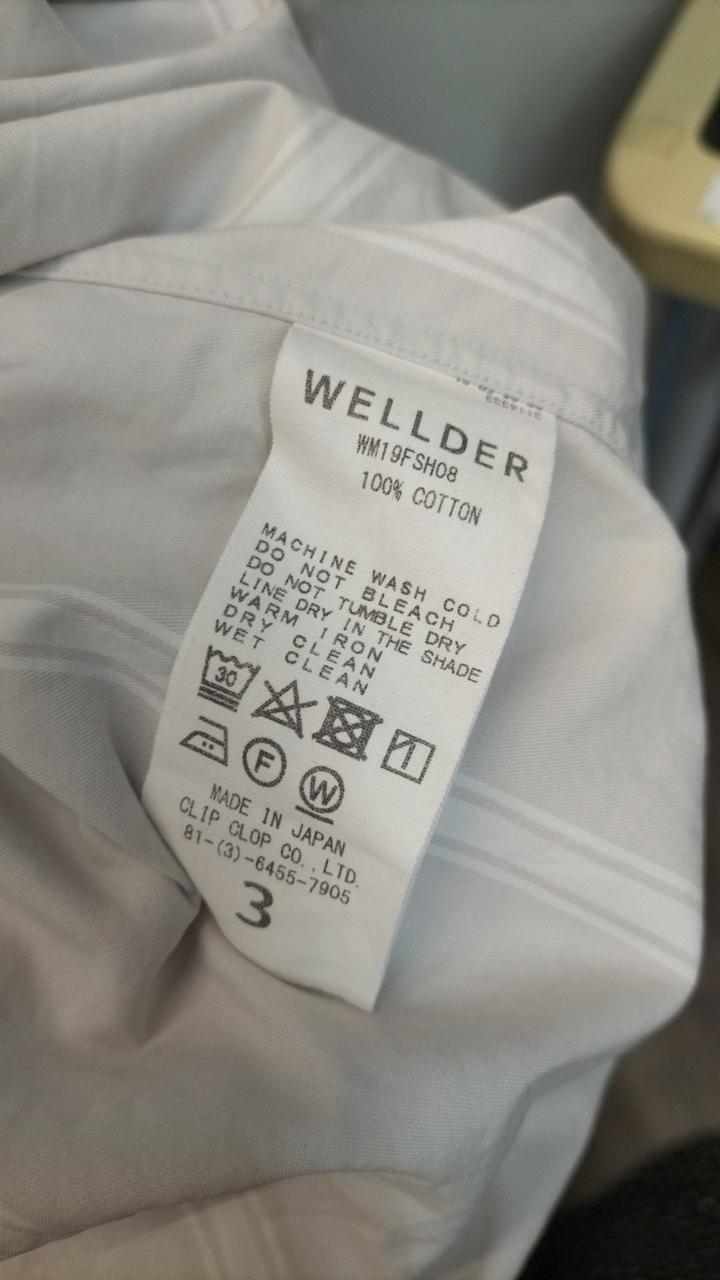 WELLDER
WM19FSH08
100% COTTON
MACHINE WASH COLD
DO NOT BLEACH
DO NOT TUMBLE DRY
LINE DRY IN THE SHADE
WARM IRON
DRY CLEAN
WET CLEAN
30
F W
MADE IN JAPAN
CLIP CLOP CO.,LTD.
81-(3)-6455-7905
3